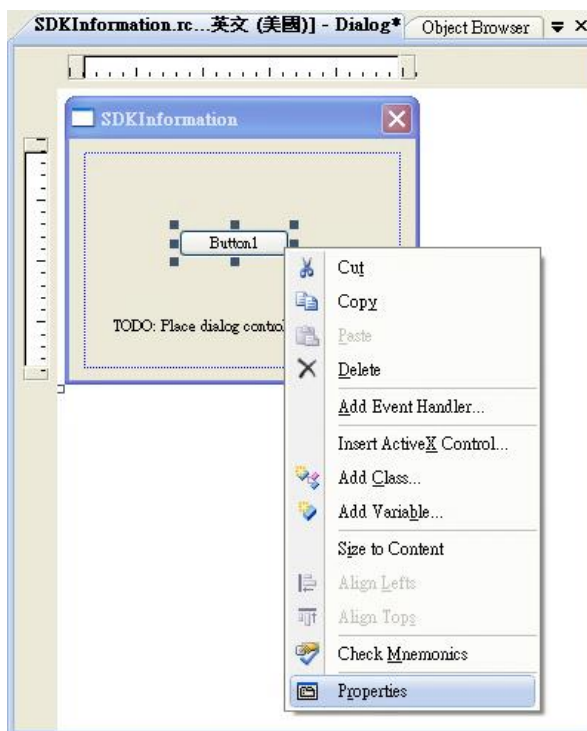 SDKInformation.rc...英文 (美國)] - Dialog* Object Browser
SDKInformation
Button1
TODO: Place dialog contro
Cut
Copy
Paste
Delete
Add Event Handler...
Insert ActiveX Control...
Add Class...
Add Variable...
Size to Content
Align Lefts
Align Tops
Check Mnemonics
Properties